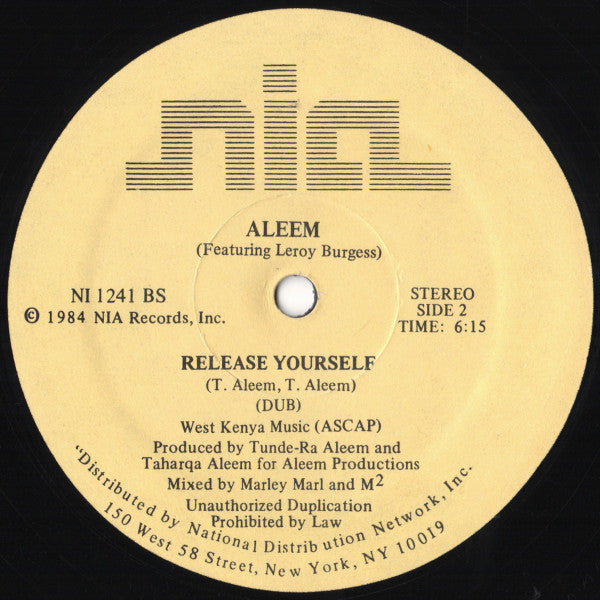 nia
ALEEM
(Featuring Leroy Burgess)
NI 1241 BS
© 1984 NIA Records, Inc.
STEREO
SIDE 2
TIME: 6:15
RELEASE YOURSELF
(T. Aleem, T. Aleem)
(DUB)
West Kenya Music (ASCAP)
Produced by Tunde-Ra Aleem and
Taharqa Aleem for Aleem Productions
Mixed by Marley Marl and M²
Unauthorized Duplication
Prohibited by Law
"Distributed by National Distribution Network, Inc.
150 West 58 Street, New York, NY 10019